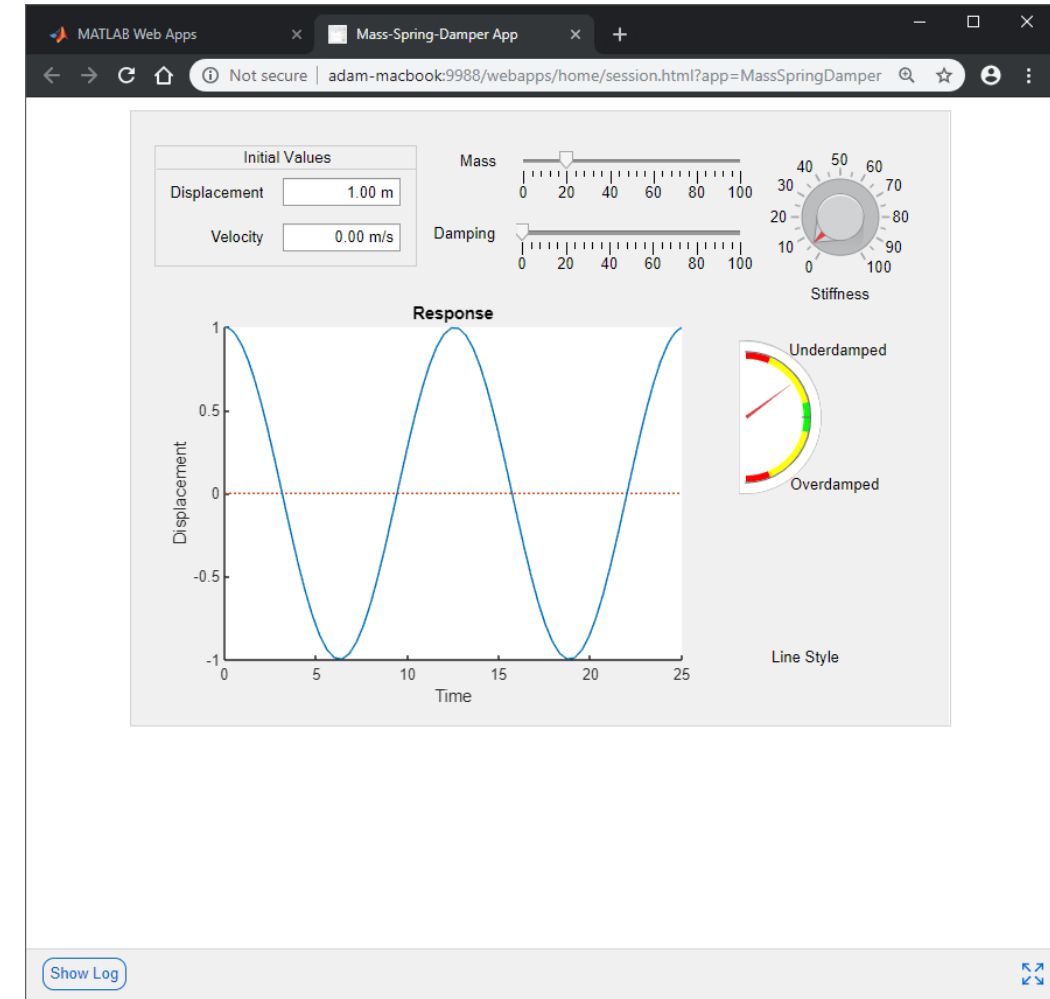 MATLAB Web Apps
Mass-Spring-Damper App
Not secure | adam-macbook:9988/webapps/home/session.html?app=MassSpringDamper
Initial Values
Displacement 1.00 m
Velocity 0.00 m/s
Mass
0 20 40 60 80 100
Damping
0 20 40 60 80 100
0 10 20 30 40 50 60 70 80 90 100
Stiffness
Response
1
0.5
0
-0.5
-1
Displacement
0 5 10 15 20 25
Time
Underdamped
Overdamped
Line Style
Show Log